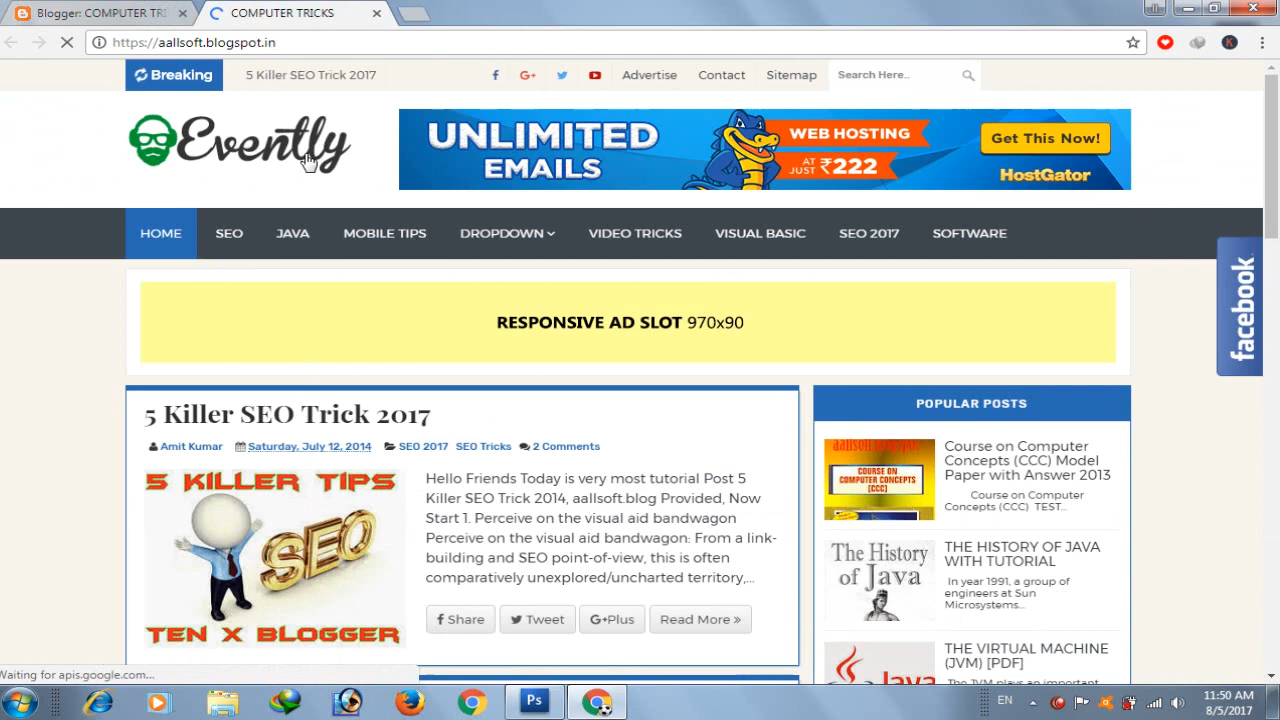 Blogger: COMPUTER TRI
COMPUTER TRICKS
https://aallsoft.blogspot.in
Breaking
5 Killer SEO Trick 2017
Advertise
Contact
Sitemap
Search Here..
Evently
UNLIMITED
EMAILS
WEB HOSTING
AT JUST ₹222
Get This Now!
HostGator
HOME
SEO
JAVA
MOBILE TIPS
DROPDOWN
VIDEO TRICKS
VISUAL BASIC
SEO 2017
SOFTWARE
facebook
RESPONSIVE AD SLOT 970x90
5 Killer SEO Trick 2017
Amit Kumar Saturday, July 12, 2014 SEO 2017 SEO Tricks 2 Comments
5 KILLER TIPS
SEO
TEN X BLOGGER
Hello Friends Today is very most tutorial Post 5
Killer SEO Trick 2014, aallsoft.blog Provided, Now
Start 1. Perceive on the visual aid bandwagon
Perceive on the visual aid bandwagon: From a link-
building and SEO point-of-view, this is often
comparatively unexplored/uncharted territory,...
Share
Tweet
G+Plus
Read More »
POPULAR POSTS
COURSE ON
COMPUTER CONCEPTS
(CCC)
Course on Computer
Concepts (CCC) Model
Paper with Answer 2013
Course on Computer
Concepts (CCC) TEST...
The History
of Java
THE HISTORY OF JAVA
WITH TUTORIAL
In year 1991, a group of
engineers at Sun
Microsystems...
THE VIRTUAL MACHINE
(JVM) [PDF]
Waiting for apis.google.com...
Ps
EN
11:50 AM
8/5/2017